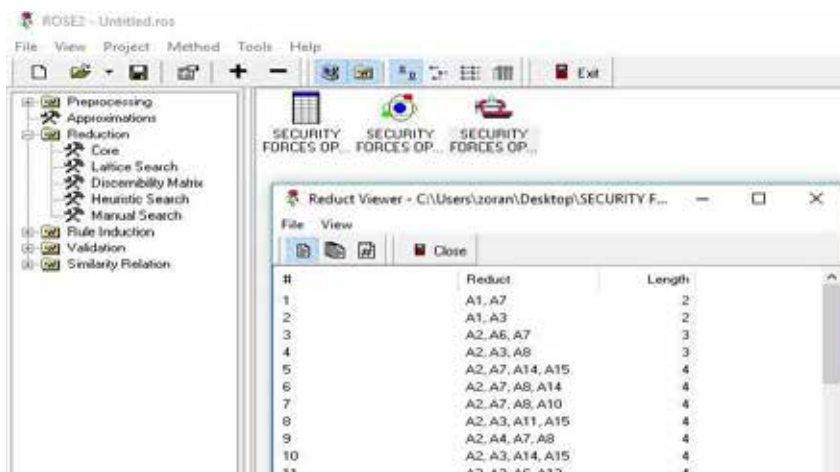 ROSE2 - Untitled.ros
File View Project Method Tools Help
Exit
Preprocessing
Approximations
Reduction
Core
Lattice Search
Discernibility Matrix
Heuristic Search
Manual Search
Rule Induction
Validation
Similarity Relation
SECURITY SECURITY SECURITY
FORCES OP... FORCES OP... FORCES OP...
Reduct Viewer - C:\Users\zoran\Desktop\SECURITY F...
File View
Close
# Reduct Length
1 A1, A7 2
2 A1, A3 2
3 A2, A6, A7 3
4 A2, A3, A8 3
5 A2, A7, A14, A15 4
6 A2, A7, A8, A14 4
7 A2, A7, A8, A10 4
8 A2, A3, A11, A15 4
9 A2, A4, A7, A8 4
10 A2, A3, A14, A15 4
11